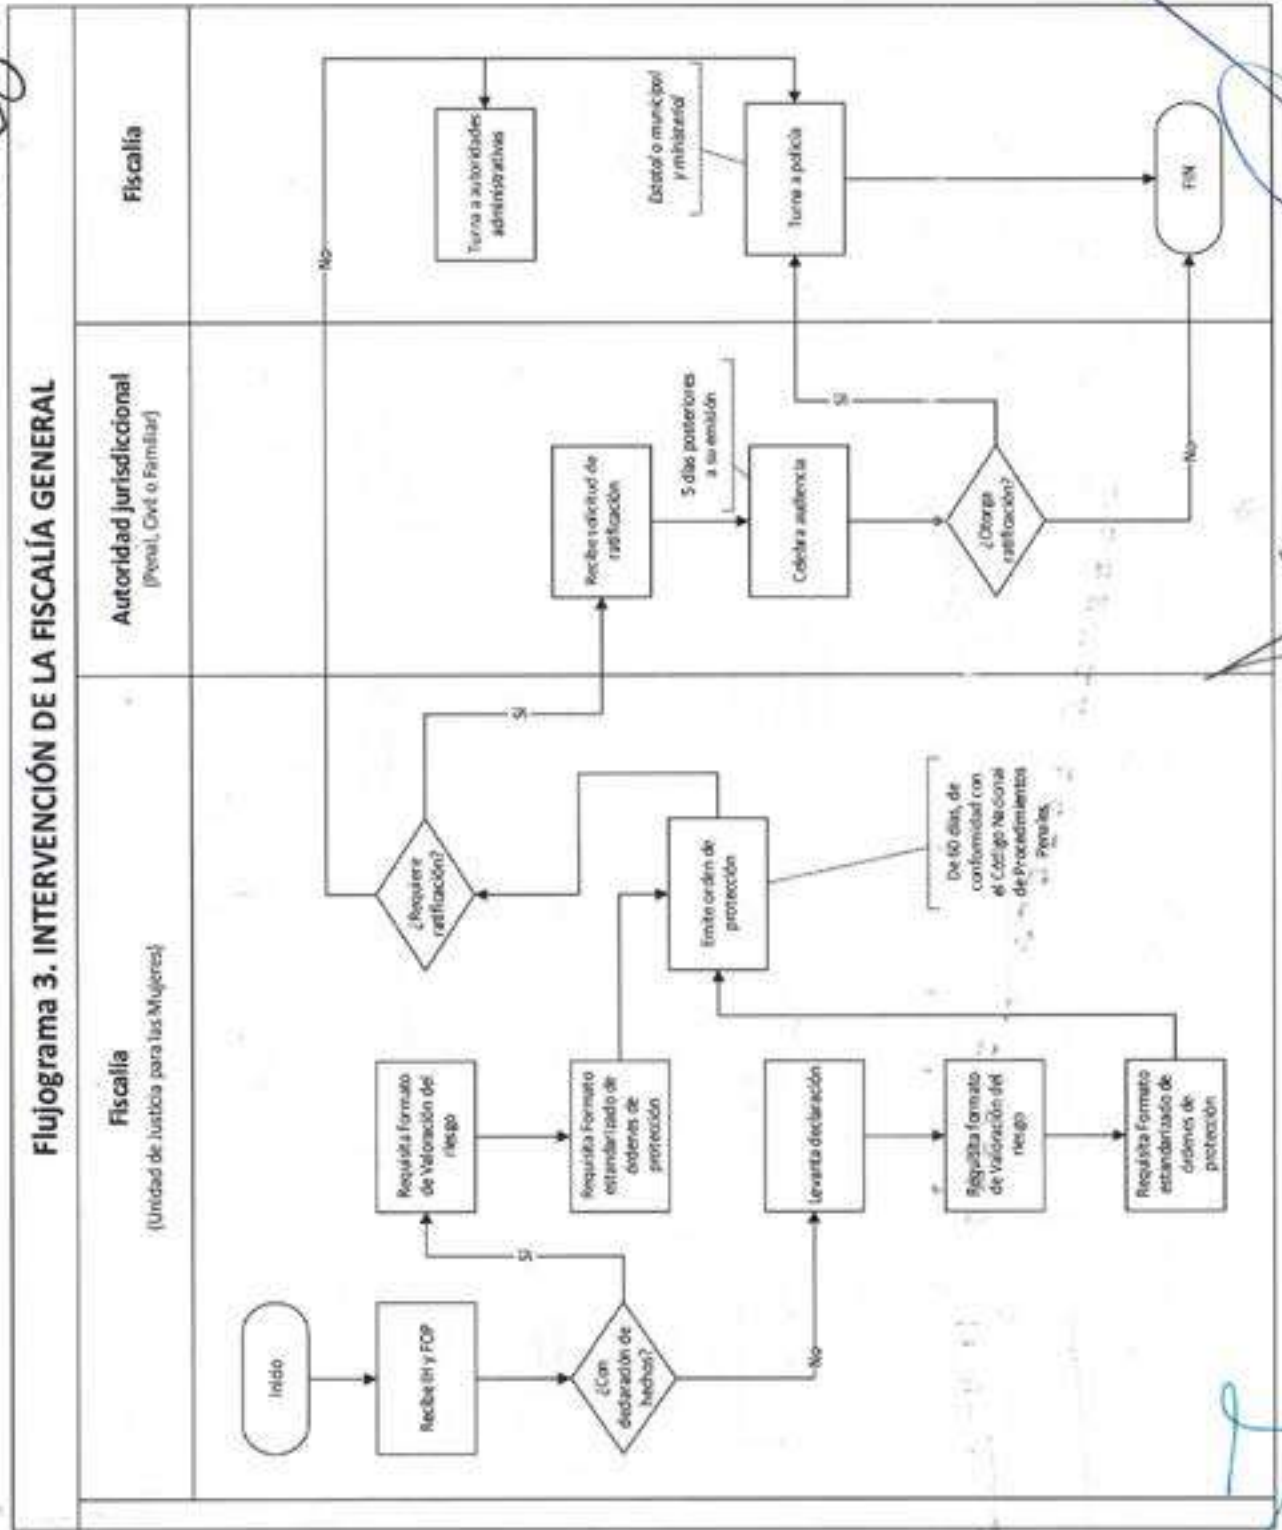 Flujograma 3. INTERVENCIÓN DE LA FISCALÍA GENERAL
Fiscalía
(Unidad de Justicia para las Mujeres)
Autoridad jurisdiccional
(Penal, Civil o Familiar)
Fiscalía
Inicio
Recibe IH y FOP
¿Con
declaración de
hechos?
Si
No
Requisita Formato
de Valoración del
riesgo
Requisita Formato
estandarizado de
órdenes de
protección
Levanta declaración
Requisita formato
de Valoración del
riesgo
Requisita Formato
estandarizado de
órdenes de
protección
Emite orden de
protección
De 60 días, de
conformidad con
el Código Nacional
de Procedimientos
Penales.
¿Requiere
ratificación?
Si
No
Recibe solicitud de
ratificación
5 días posteriores
a su emisión
Celebra audiencia
¿Otorga
ratificación?
Si
No
Turna a autoridades
administrativas
Estatal o municipal
y ministerial
Turna a policía
FIN